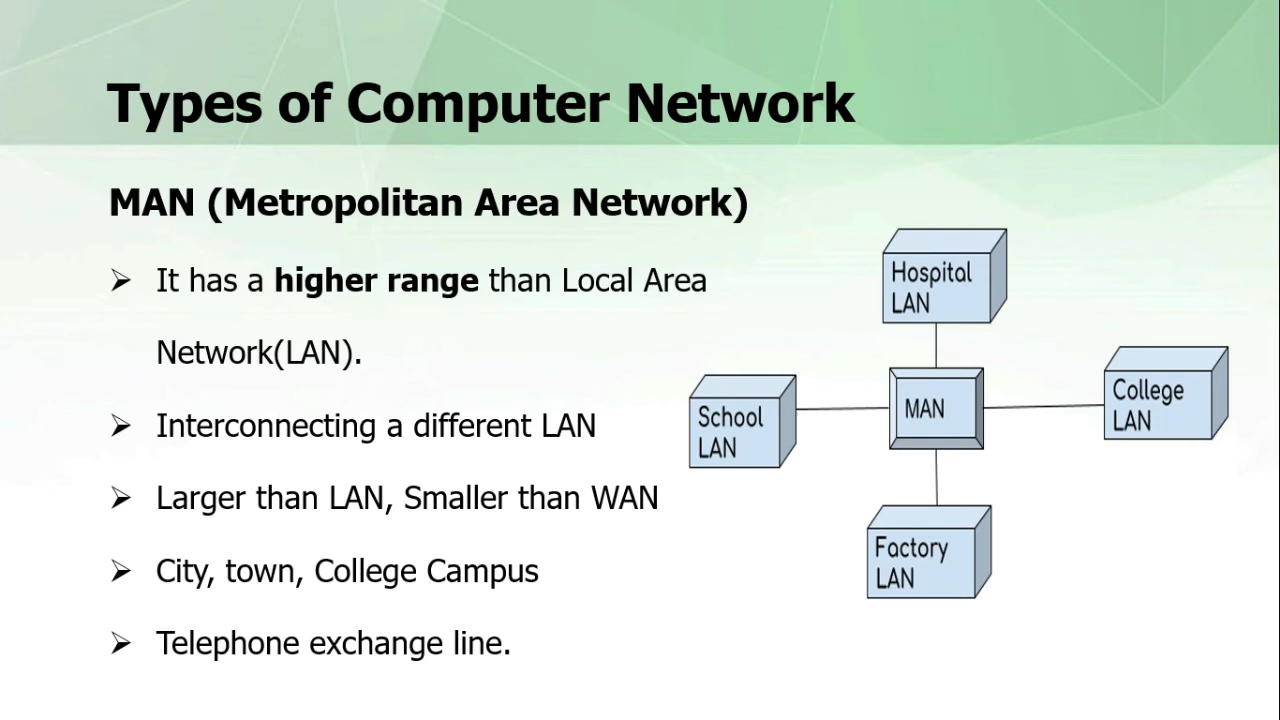 Types of Computer Network
MAN (Metropolitan Area Network)
➢ It has a higher range than Local Area
Network(LAN).
➢ Interconnecting a different LAN
➢ Larger than LAN, Smaller than WAN
➢ City, town, College Campus
➢ Telephone exchange line.
Hospital
LAN
School
LAN
MAN
College
LAN
Factory
LAN